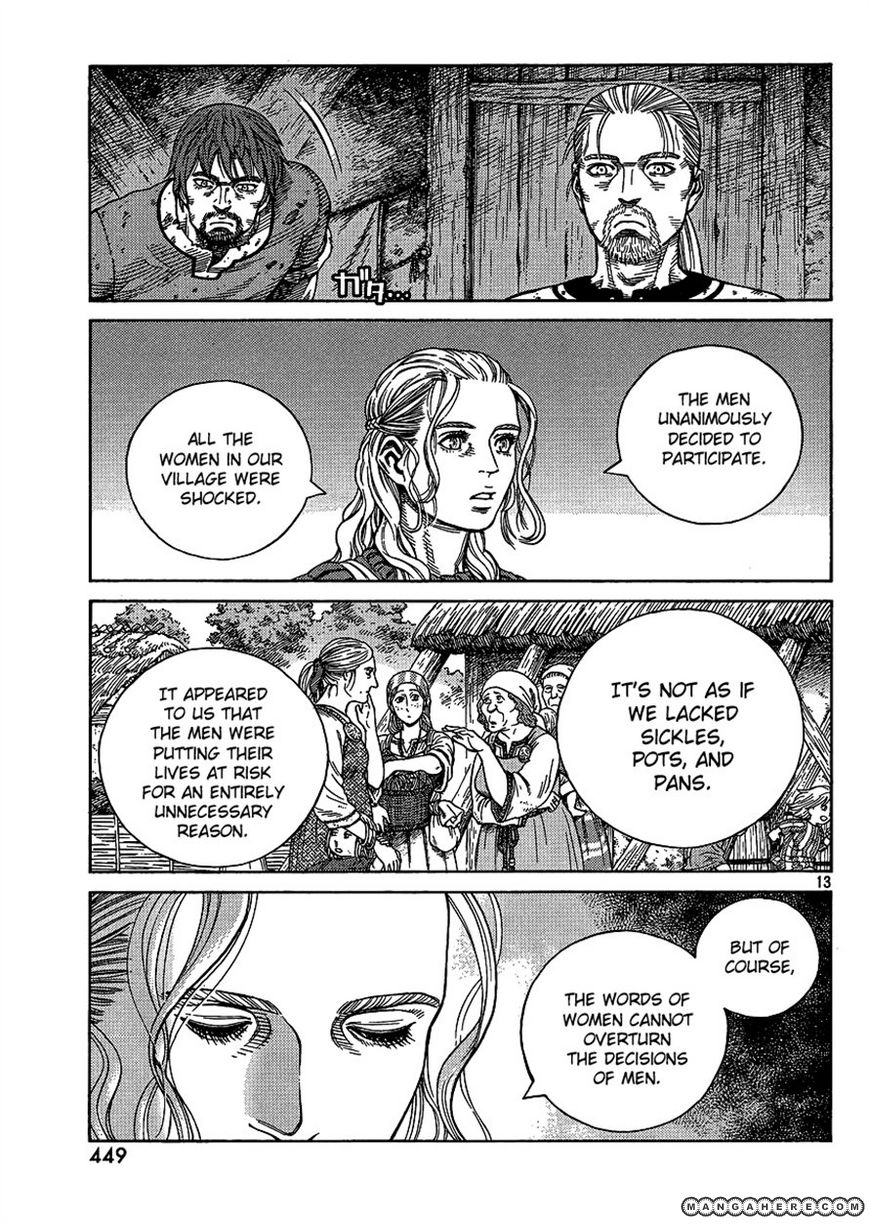 ガタ...
THE MEN
UNANIMOUSLY
DECIDED TO
PARTICIPATE.
ALL THE
WOMEN IN OUR
VILLAGE WERE
SHOCKED.
IT'S NOT AS IF
WE LACKED
SICKLES,
POTS, AND
PANS.
IT APPEARED
TO US THAT
THE MEN WERE
PUTTING THEIR
LIVES AT RISK
FOR AN ENTIRELY
UNNECESSARY
REASON.
13
BUT OF
COURSE,
THE WORDS OF
WOMEN CANNOT
OVERTURN
THE DECISIONS
OF MEN.
449
MANGAHERE.COM